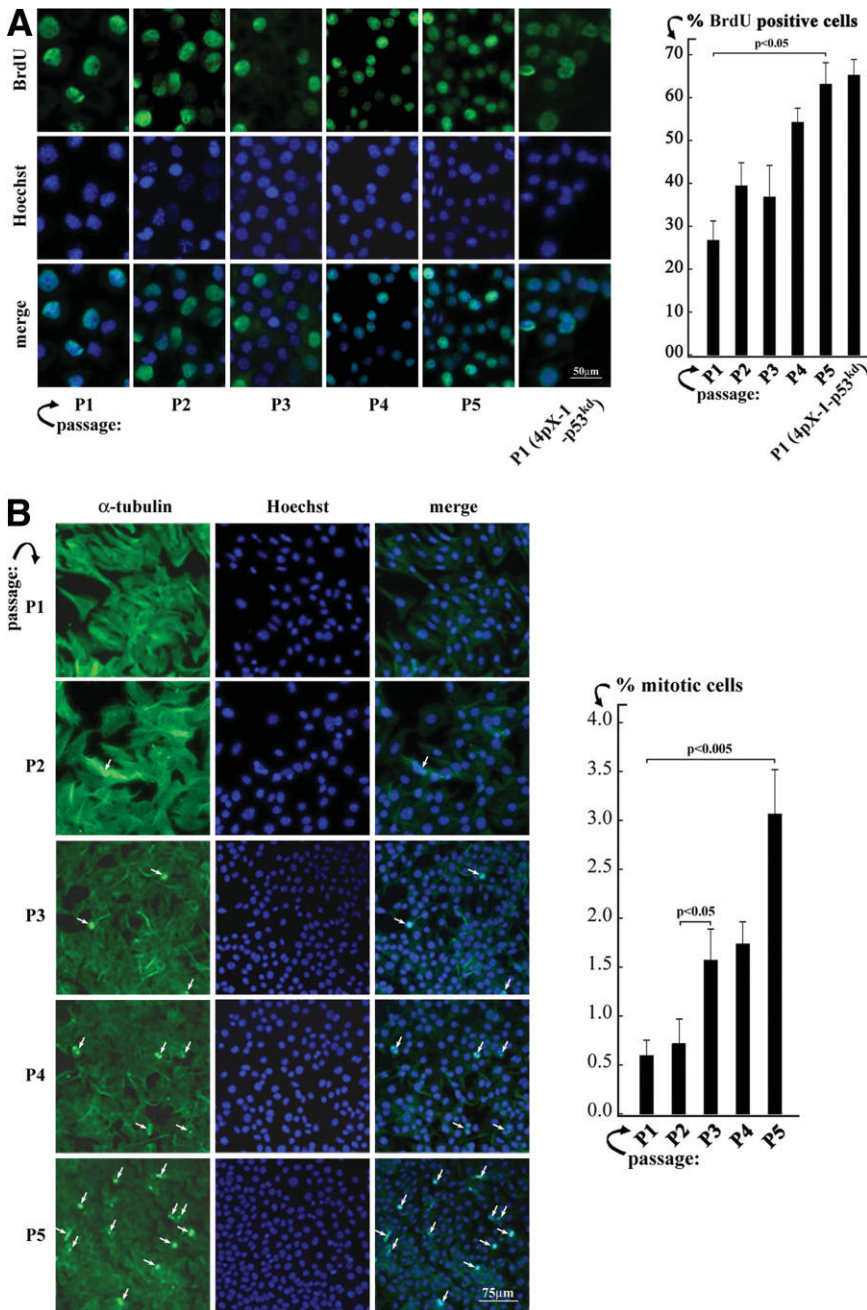 A
BrdU
Hoechst
merge
50μm
passage:
P1
P2
P3
P4
P5
P1 (4pX-1
-p53kd)
% BrdU positive cells
p<0.05
70
60
50
40
30
20
10
00
passage:
P1
P2
P3
P4
P5
P1 (4pX-1-p53kd)
B
α-tubulin
Hoechst
merge
passage:
P1
P2
P3
P4
P5
75μm
% mitotic cells
4.0
p<0.005
3.5
3.0
2.5
2.0
p<0.05
1.5
1.0
0.5
0.0
P1
P2
P3
P4
P5
passage: